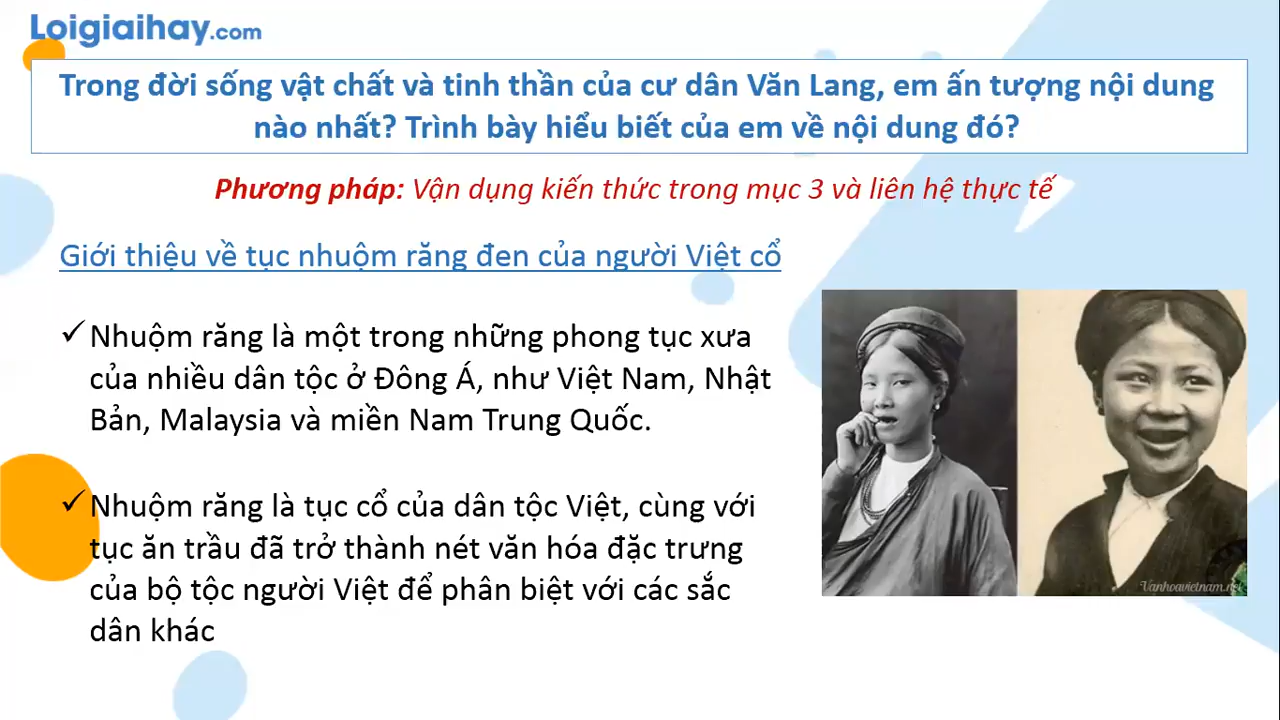 Loigiaihay.com
Trong đời sống vật chất và tinh thần của cư dân Văn Lang, em ấn tượng nội dung
nào nhất? Trình bày hiểu biết của em về nội dung đó?
Phương pháp: Vận dụng kiến thức trong mục 3 và liên hệ thực tế
Giới thiệu về tục nhuộm răng đen của người Việt cổ
✓Nhuộm răng là một trong những phong tục xưa
của nhiều dân tộc ở Đông Á, như Việt Nam, Nhật
Bản, Malaysia và miền Nam Trung Quốc.
✓Nhuộm răng là tục cổ của dân tộc Việt, cùng với
tục ăn trầu đã trở thành nét văn hóa đặc trưng
của bộ tộc người Việt để phân biệt với các sắc
dân khác
Vanhoavietnam.net